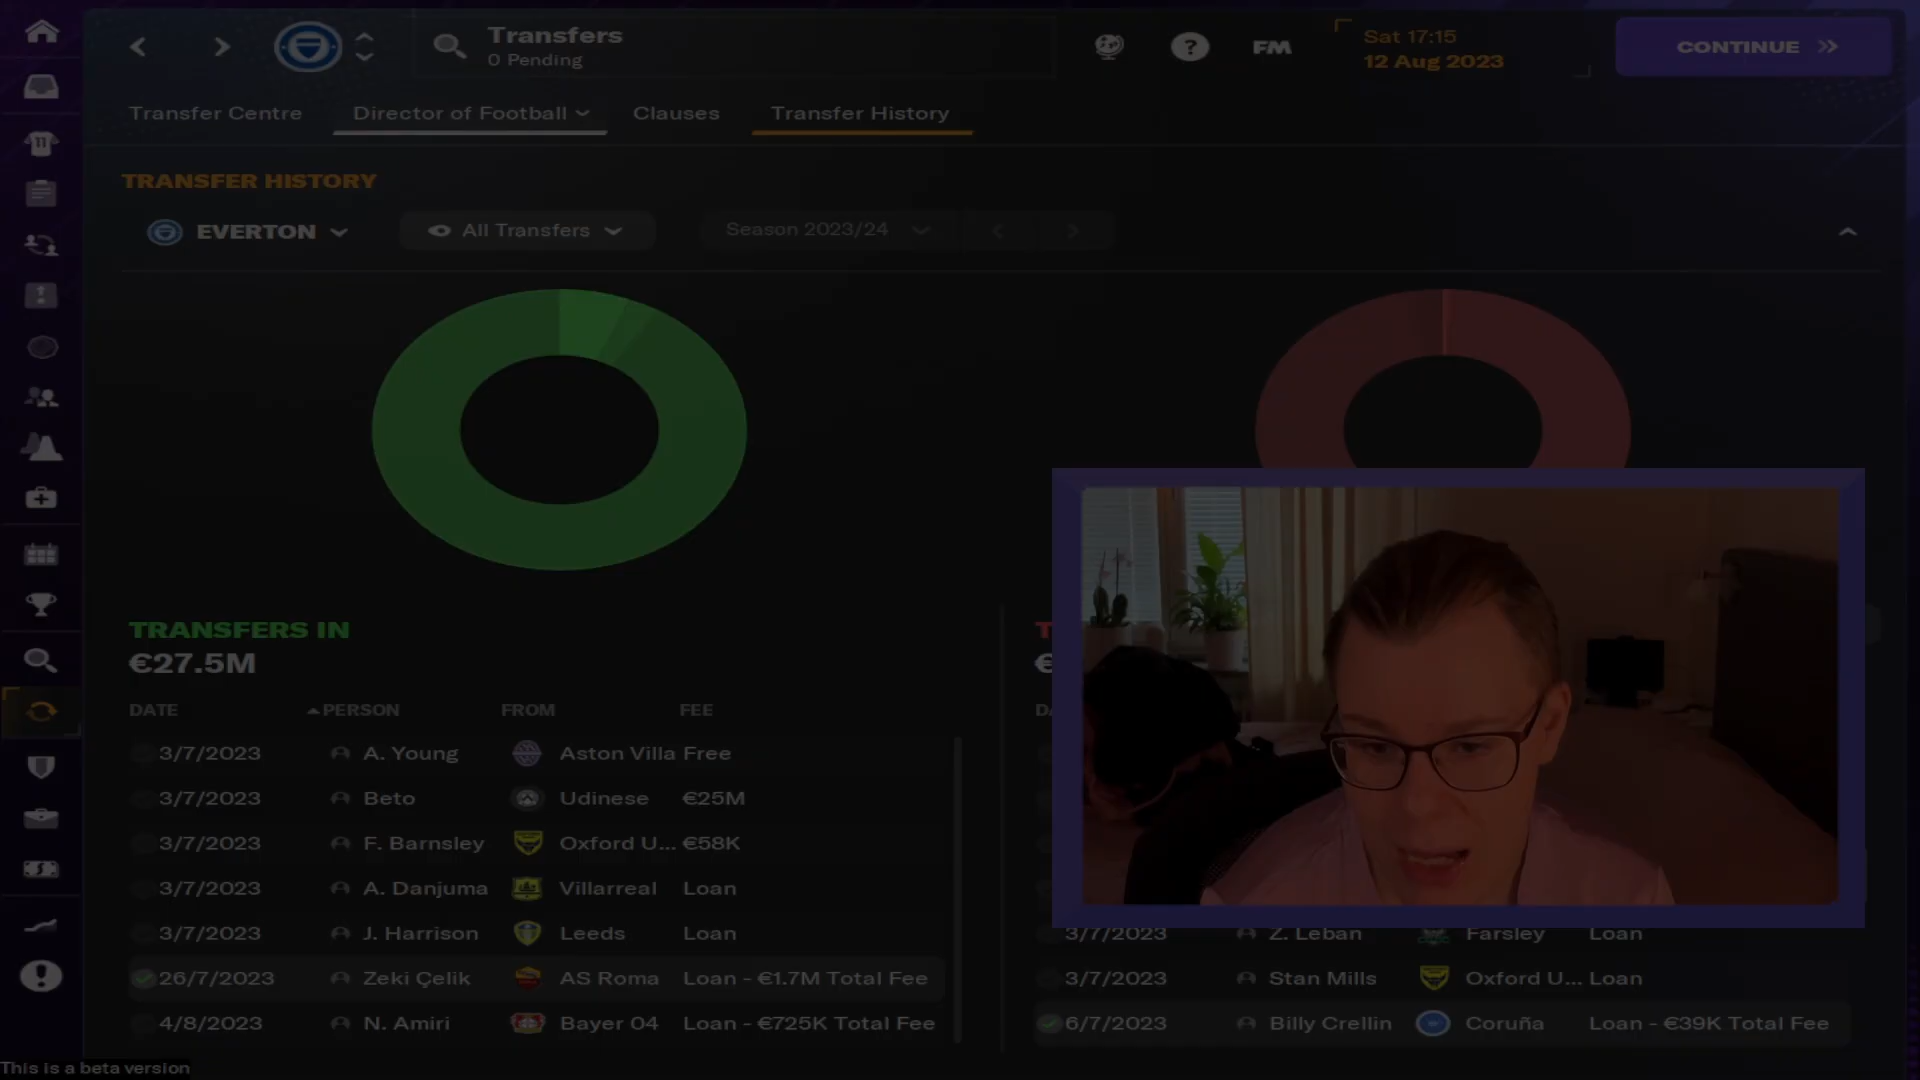 Transfers
0 Pending
FM
Sat 17:15
12 Aug 2023
CONTINUE
Transfer Centre
Director of Football
Clauses
Transfer History
TRANSFER HISTORY
EVERTON
All Transfers
Season 2023/24
TRANSFERS IN
€27.5M
DATE PERSON FROM FEE
3/7/2023 A. Young Aston Villa Free
3/7/2023 Beto Udinese €25M
3/7/2023 F. Barnsley Oxford U... €58K
3/7/2023 A. Danjuma Villarreal Loan
3/7/2023 J. Harrison Leeds Loan
26/7/2023 Zeki Çelik AS Roma Loan - €1.7M Total Fee
4/8/2023 N. Amiri Bayer 04 Loan - €725K Total Fee
T
€
3/7/2023 Z. Leban Farsley Loan
3/7/2023 Stan Mills Oxford U... Loan
6/7/2023 Billy Crellin Coruña Loan - €39K Total Fee
This is a beta version